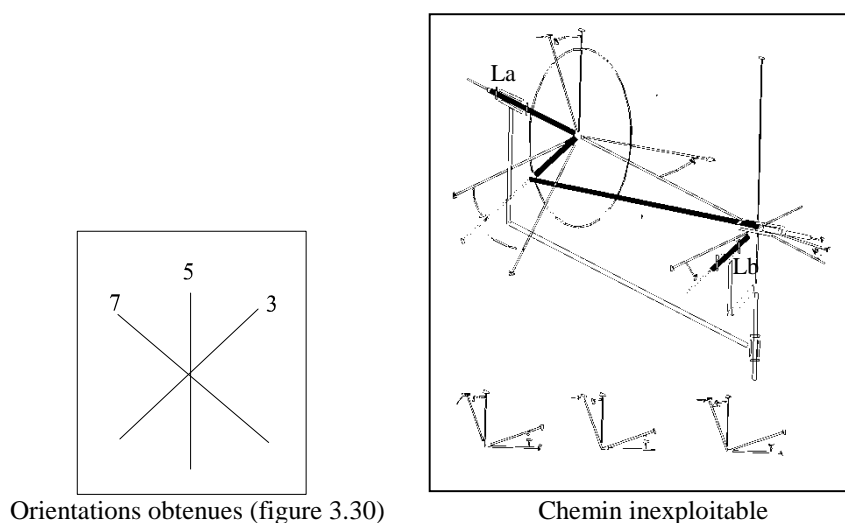 La
Lb
5
7
3
Orientations obtenues (figure 3.30)
Chemin inexploitable